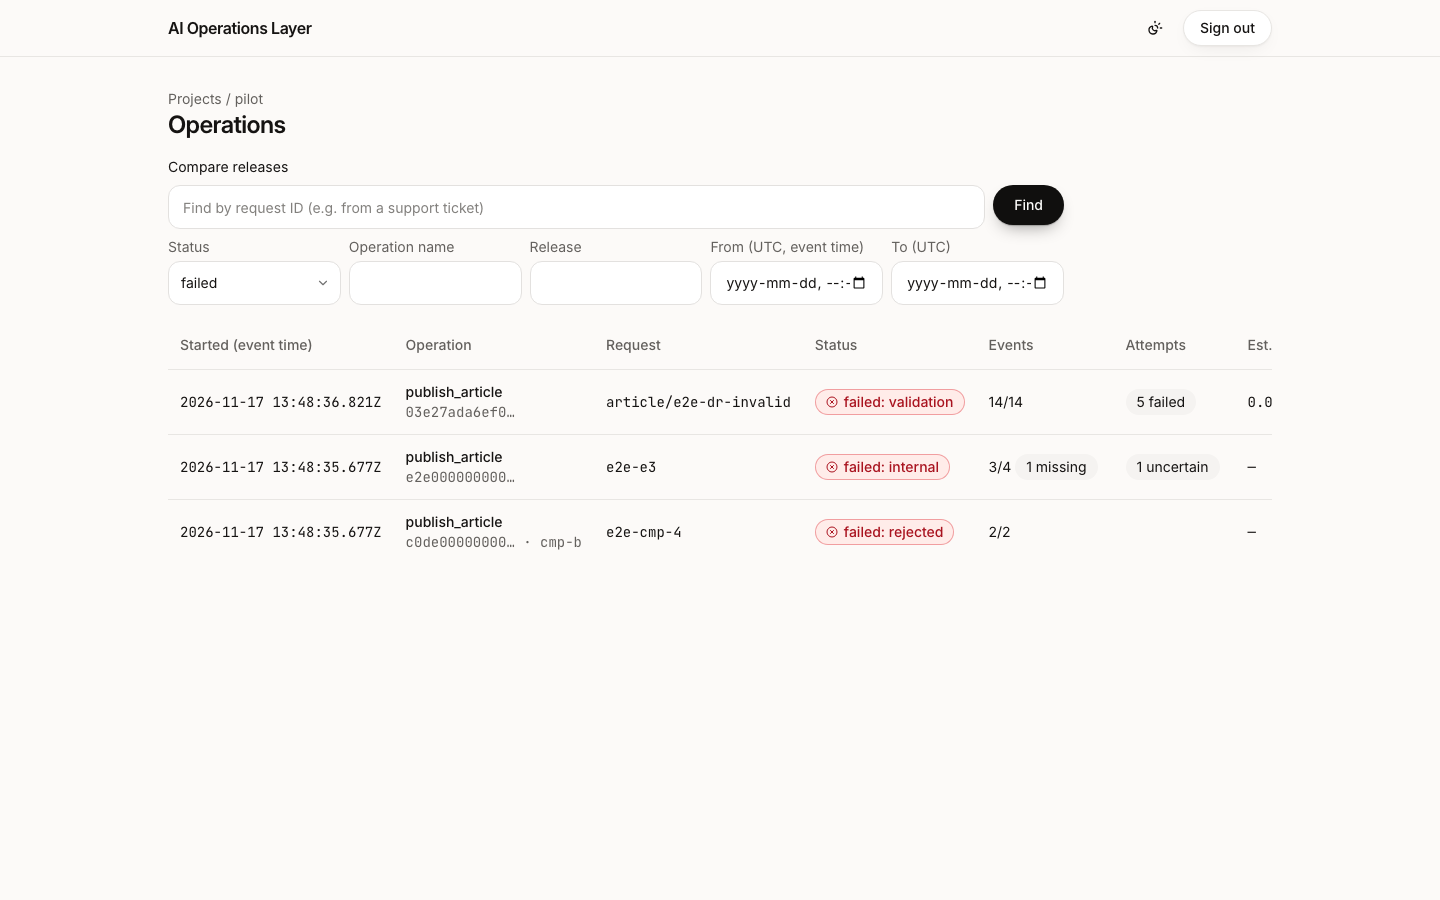 AI Operations Layer
Sign out
Projects / pilot
Operations
Compare releases
Find by request ID (e.g. from a support ticket)
Find
Status
Operation name
Release
From (UTC, event time)
To (UTC)
failed
yyyy-mm-dd, --:-
yyyy-mm-dd, --:-
Started (event time)
Operation
Request
Status
Events
Attempts
Est.
2026-11-17 13:48:36.821Z
publish_article
03e27ada6ef0…
article/e2e-dr-invalid
failed: validation
14/14
5 failed
0.0
2026-11-17 13:48:35.677Z
publish_article
e2e000000000…
e2e-e3
failed: internal
3/4
1 missing
1 uncertain
—
2026-11-17 13:48:35.677Z
publish_article
c0de00000000… · cmp-b
e2e-cmp-4
failed: rejected
2/2
—